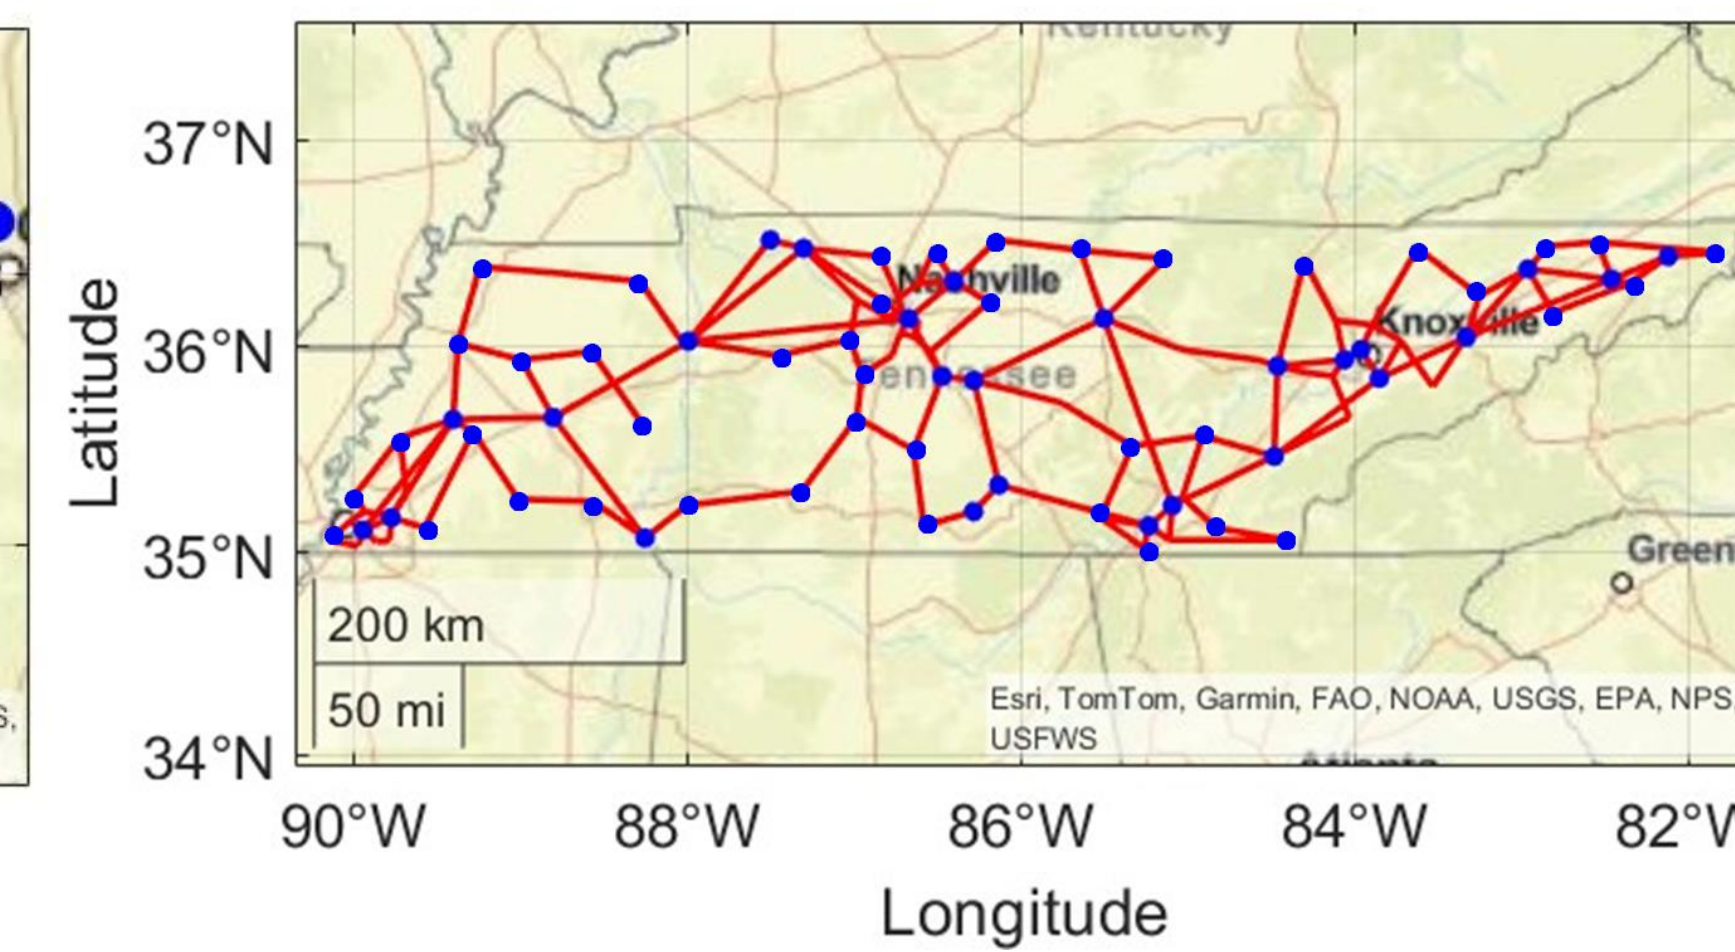 Kentucky
37°N
Nashville
36°N
Knoxville
Tennessee
Latitude
35°N
Green
200 km
50 mi
Esri, TomTom, Garmin, FAO, NOAA, USGS, EPA, NPS,
USFWS
s,
34°N
Atlanta
90°W
88°W
86°W
84°W
82°W
Longitude